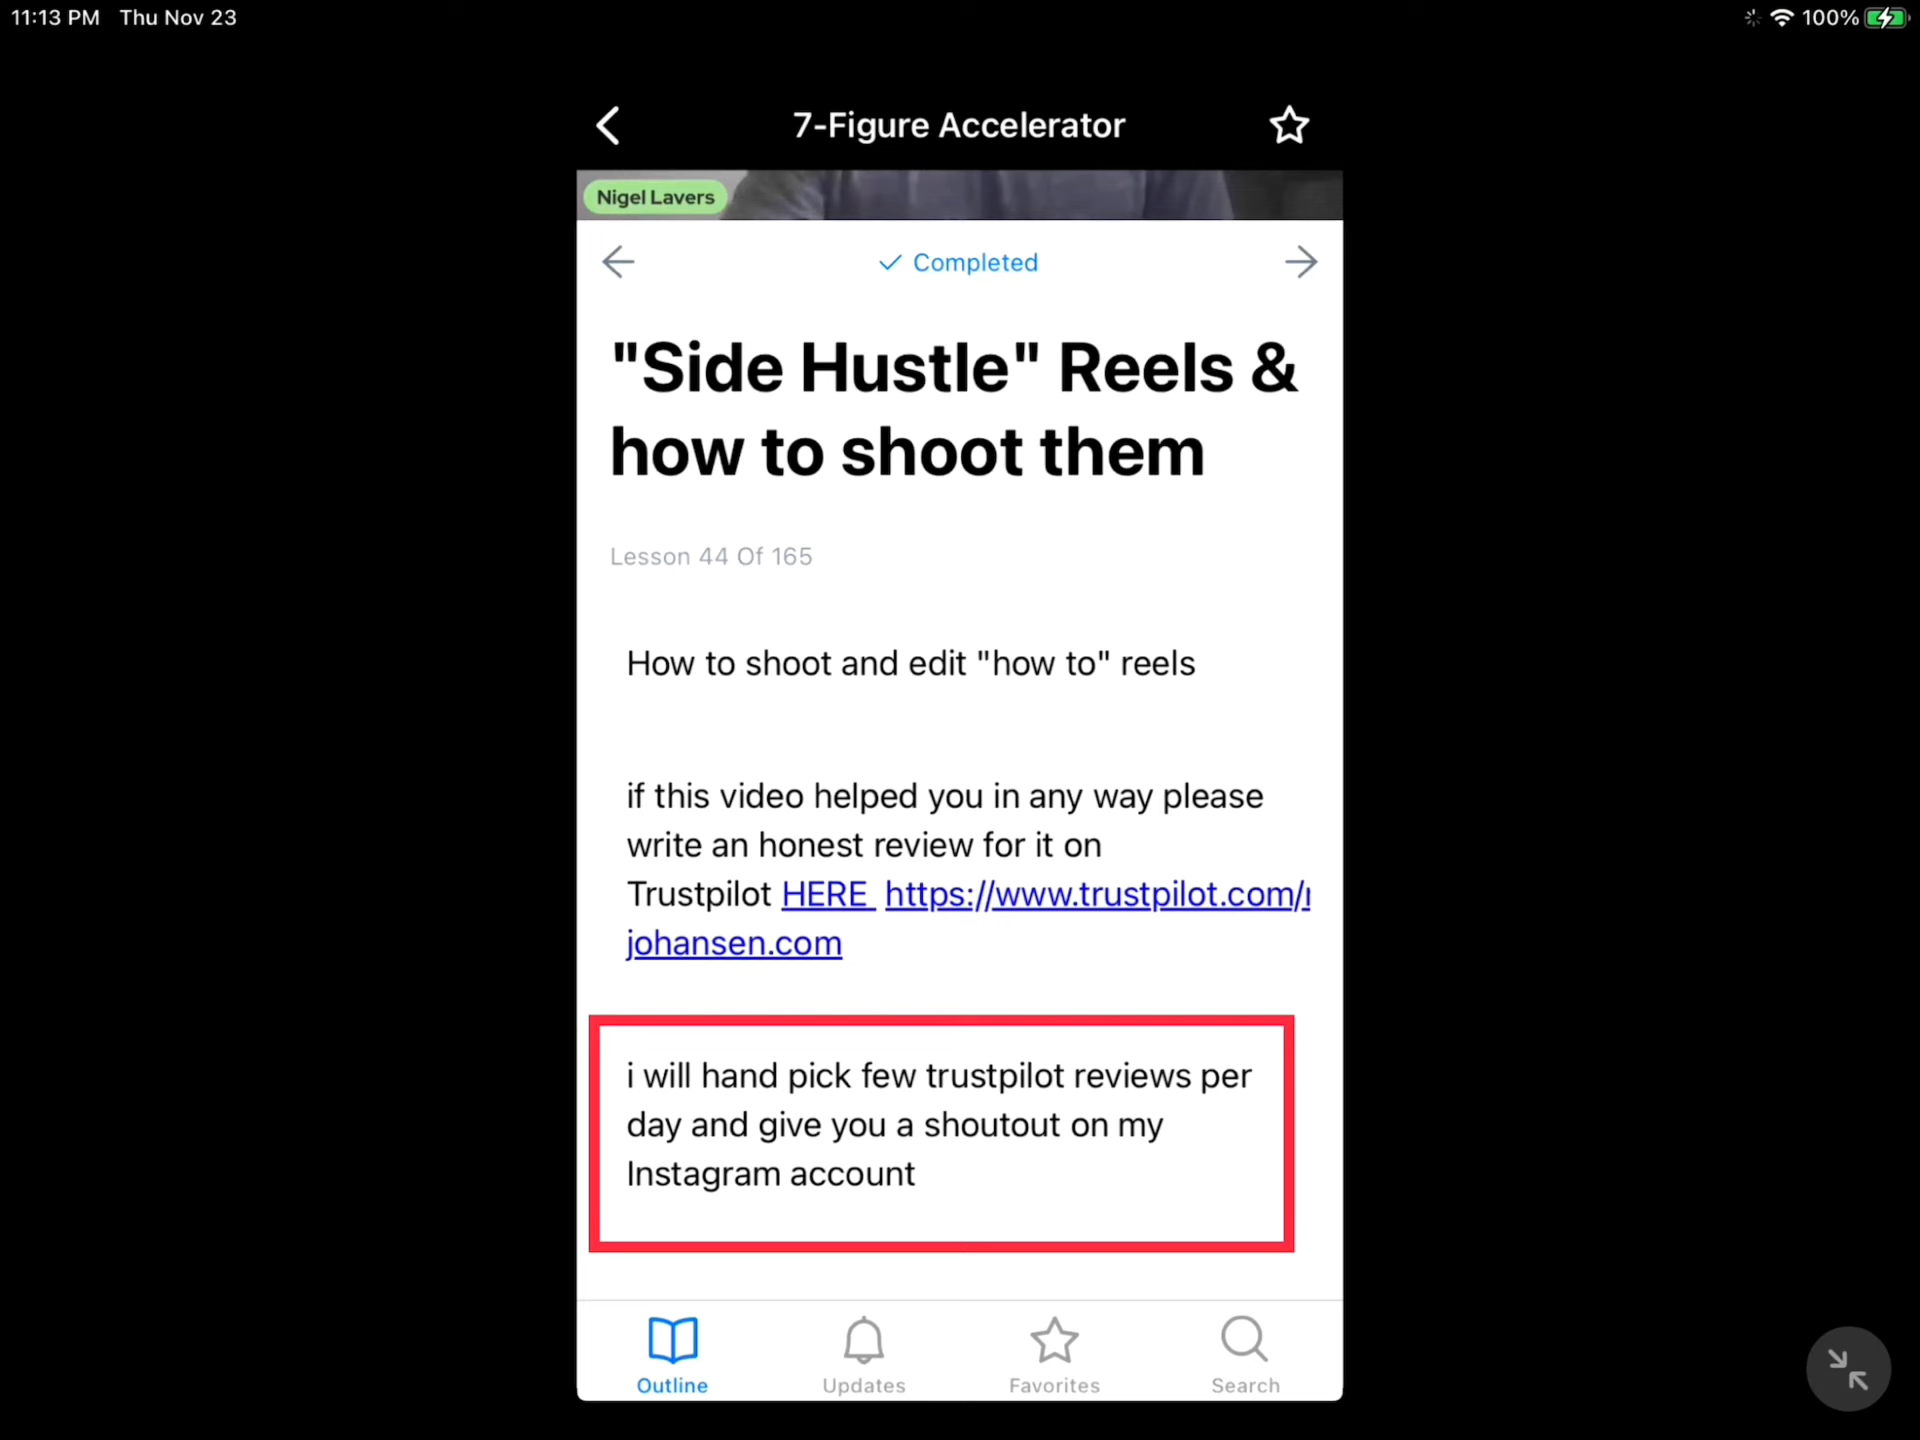 11:13 PM Thu Nov 23
100%
7-Figure Accelerator
Nigel Lavers
Completed
"Side Hustle" Reels &
how to shoot them
Lesson 44 Of 165
How to shoot and edit "how to" reels
if this video helped you in any way please
write an honest review for it on
Trustpilot HERE https://www.trustpilot.com/
johansen.com
i will hand pick few trustpilot reviews per
day and give you a shoutout on my
Instagram account
Outline
Updates
Favorites
Search